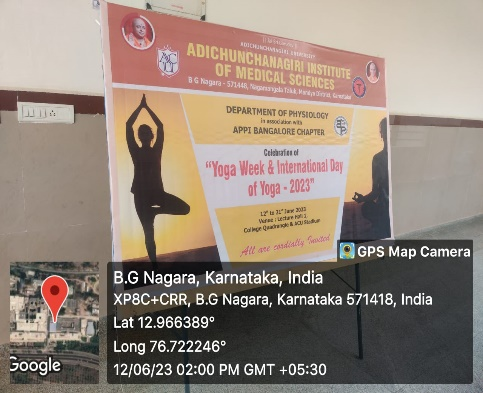 ADICHUNCHANAGIRI UNIVERSITY
ADICHUNCHANAGIRI INSTITUTE
OF MEDICAL SCIENCES
B G Nagara - 571448, Nagamangala Taluk, Mandya District, Karnataka
DEPARTMENT OF PHYSIOLOGY
in association with
APPI BANGALORE CHAPTER
Celebration of
"Yoga Week & International Day
of Yoga - 2023"
12th to 21st June 2023
Venue : Lecture Hall 1,
College Quadrangle & ACU Stadium
All are cordially Invited
GPS Map Camera
B.G Nagara, Karnataka, India
XP8C+CRR, B.G Nagara, Karnataka 571418, India
Lat 12.966389°
Long 76.722246°
12/06/23 02:00 PM GMT +05:30
Google